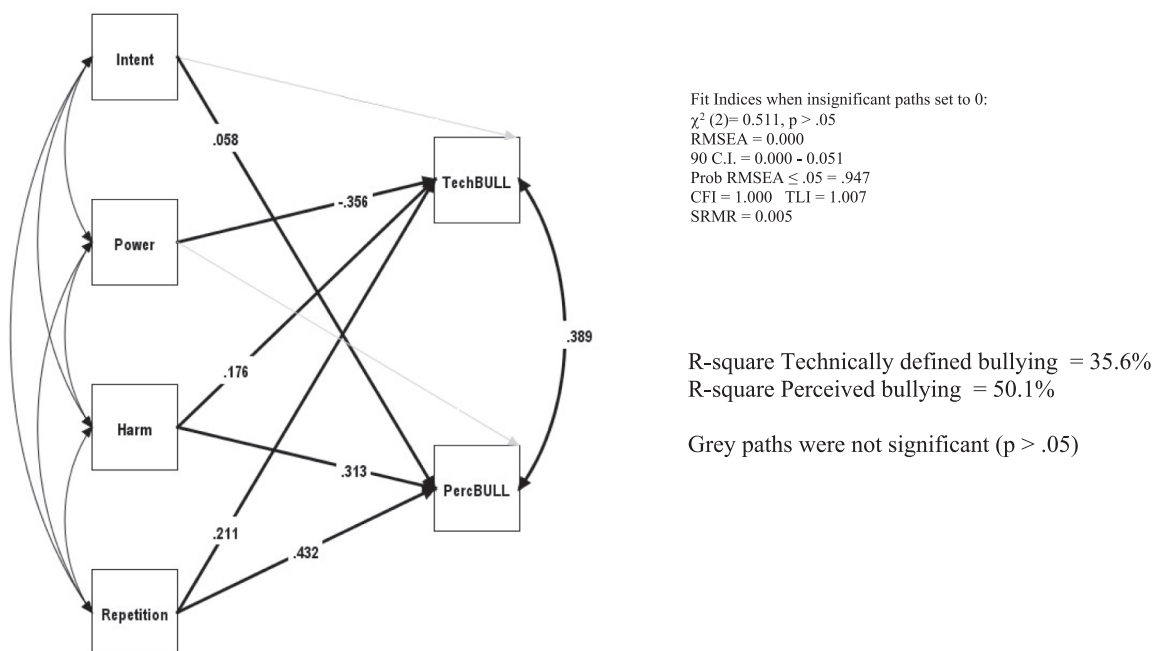 Intent
.058
TechBULL
-.356
Power
.389
.176
Harm
.313
PercBULL
.211
.432
Repetition
Fit Indices when insignificant paths set to 0:
χ² (2)= 0.511, p > .05
RMSEA = 0.000
90 C.I. = 0.000 - 0.051
Prob RMSEA ≤ .05 = .947
CFI = 1.000 TLI = 1.007
SRMR = 0.005
R-square Technically defined bullying = 35.6%
R-square Perceived bullying = 50.1%
Grey paths were not significant (p > .05)